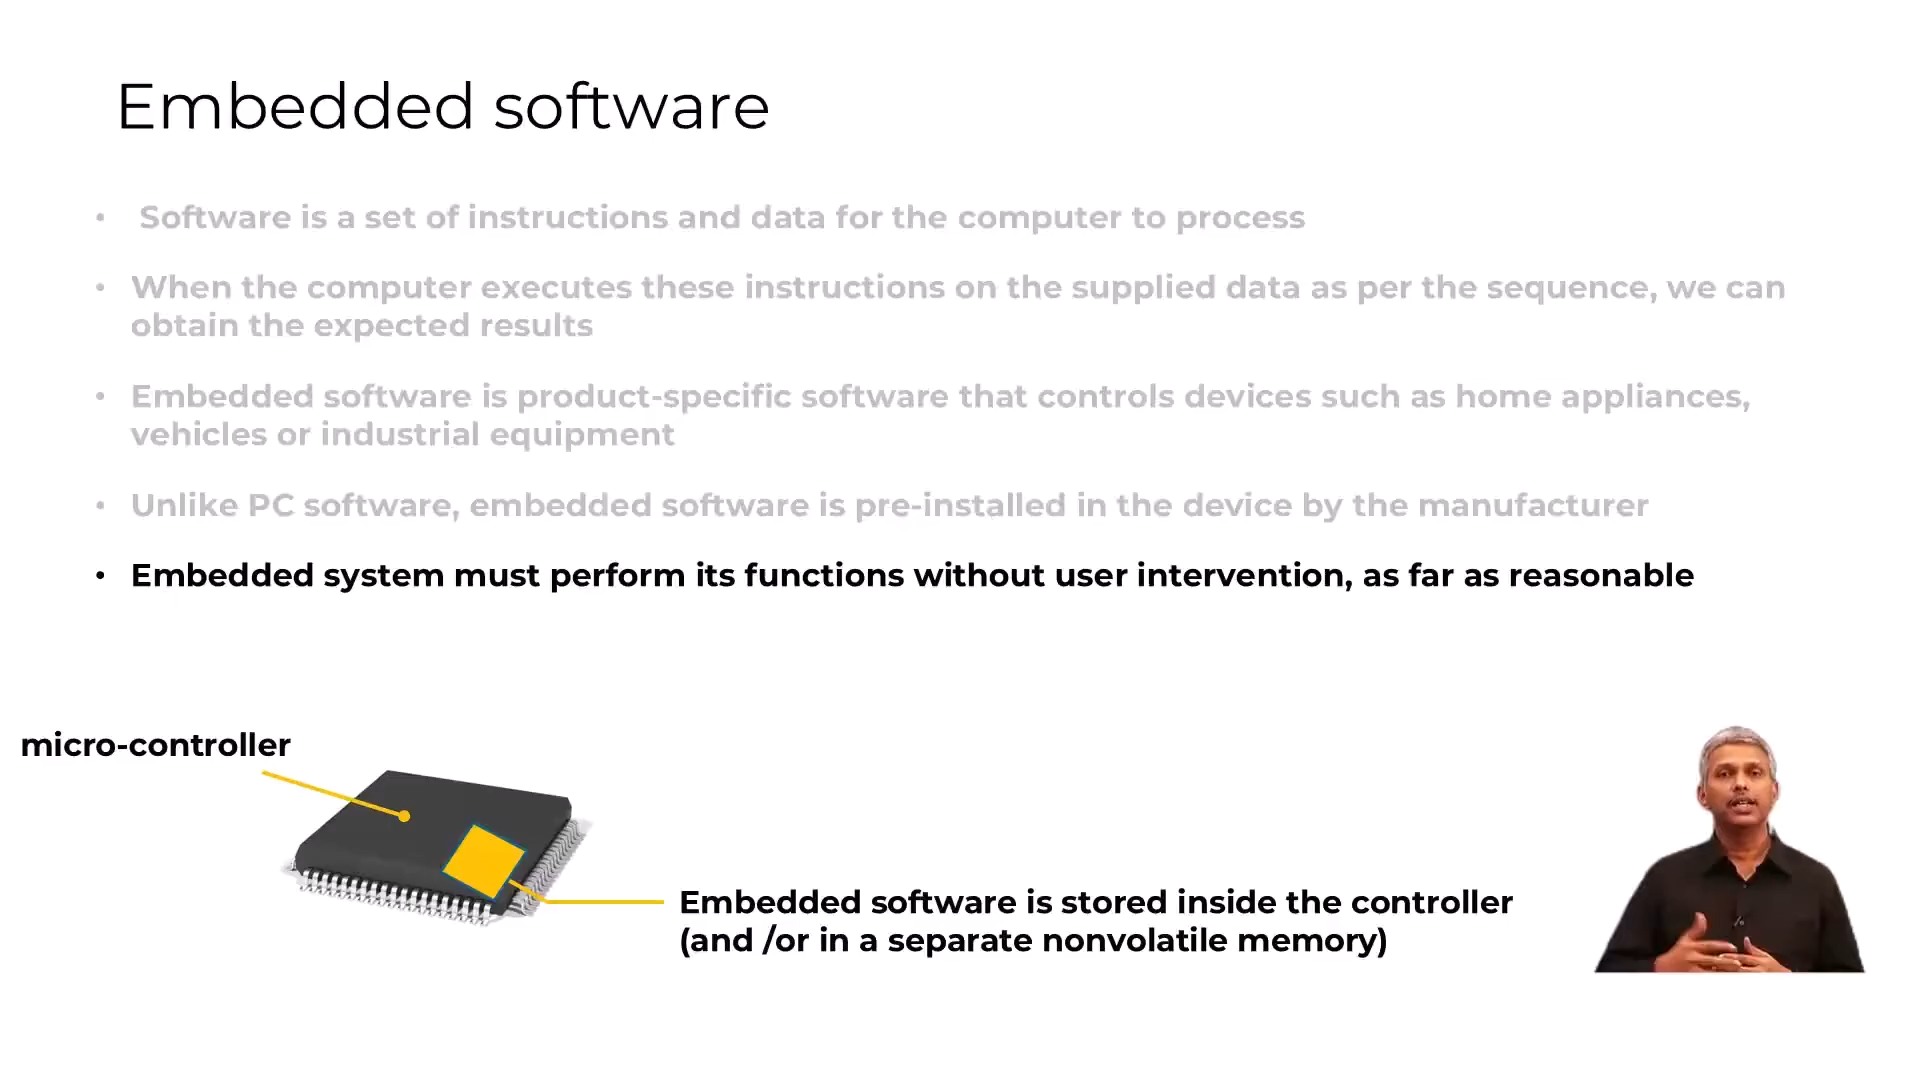 Embedded software
• Software is a set of instructions and data for the computer to process
• When the computer executes these instructions on the supplied data as per the sequence, we can
obtain the expected results
• Embedded software is product-specific software that controls devices such as home appliances,
vehicles or industrial equipment
• Unlike PC software, embedded software is pre-installed in the device by the manufacturer
• Embedded system must perform its functions without user intervention, as far as reasonable
micro-controller
Embedded software is stored inside the controller
(and /or in a separate nonvolatile memory)